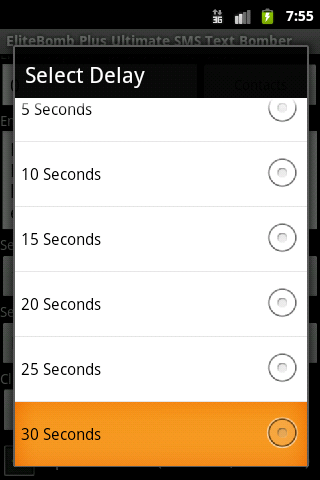 3G 7:55
EliteBomb Plus Ultimate SMS Text Bomber
Select Delay
Contacts
5 Seconds
10 Seconds
15 Seconds
20 Seconds
25 Seconds
30 Seconds